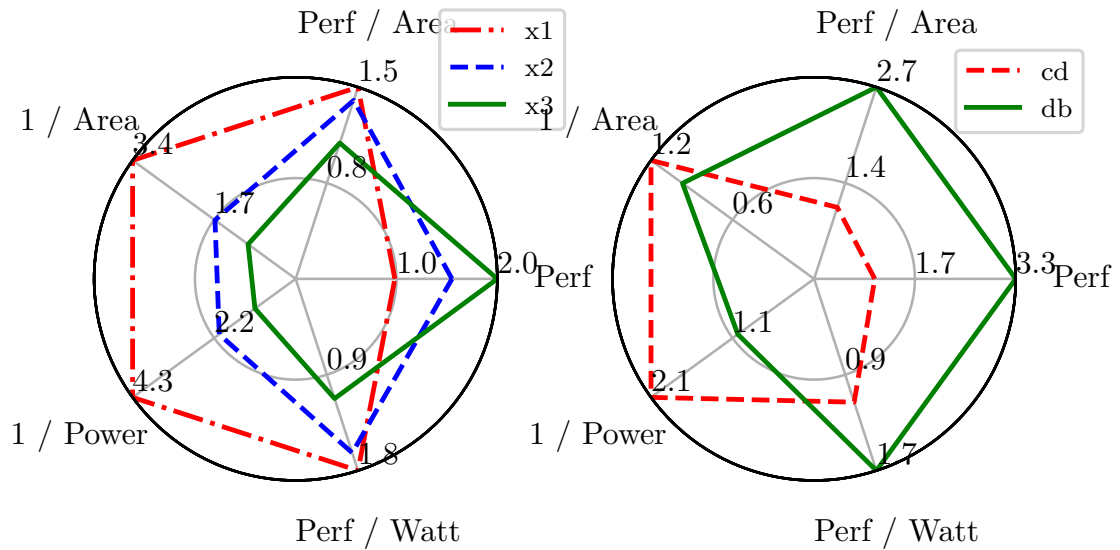 Perf / Area
x1
x2
x3
1.5
1 / Area
3.4
0.8
1.7
1.0
2.0
Perf
2.2
0.9
4.3
1 / Power
1.8
Perf / Watt
Perf / Area
cd
db
2.7
1 / Area
1.2
1.4
0.6
1.7
3.3
Perf
1.1
0.9
2.1
1 / Power
1.7
Perf / Watt